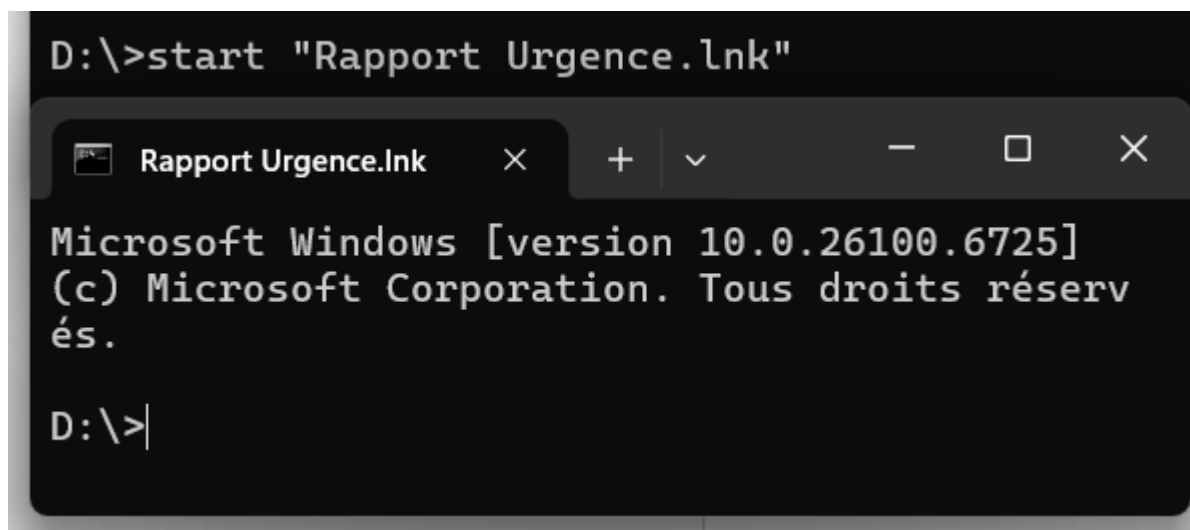 D:\>start "Rapport Urgence.lnk"
Rapport Urgence.lnk
Microsoft Windows [version 10.0.26100.6725]
(c) Microsoft Corporation. Tous droits réserv
és.
D:\>